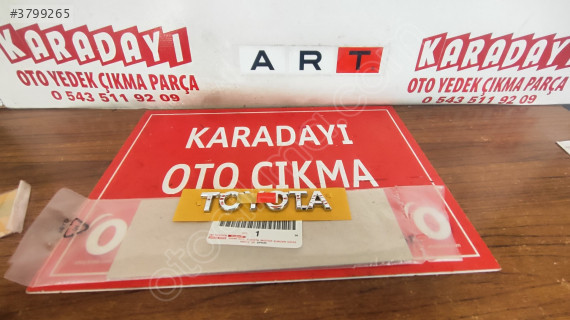 #3799265
KARADAYI
OTO YEDEK ÇIKMA PARÇA
0 543 511 92 09
ART
KARADAYI
OTO YEDEK ÇIKMA PARÇA
0 543 511 92 09
KARADAYI
OTO ÇIKMA
TOYOTA
1